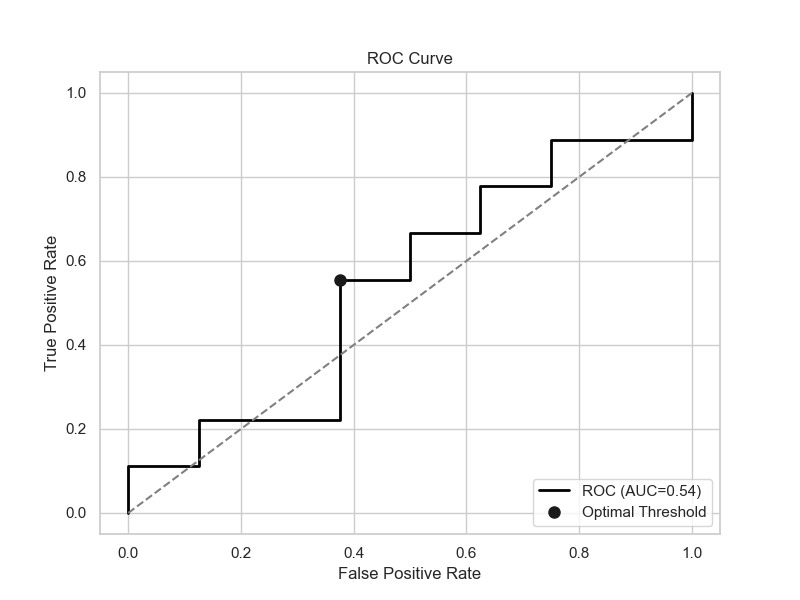 ROC Curve
True Positive Rate
1.0
0.8
0.6
0.4
0.2
0.0
0.0 0.2 0.4 0.6 0.8 1.0
False Positive Rate
ROC (AUC=0.54)
Optimal Threshold